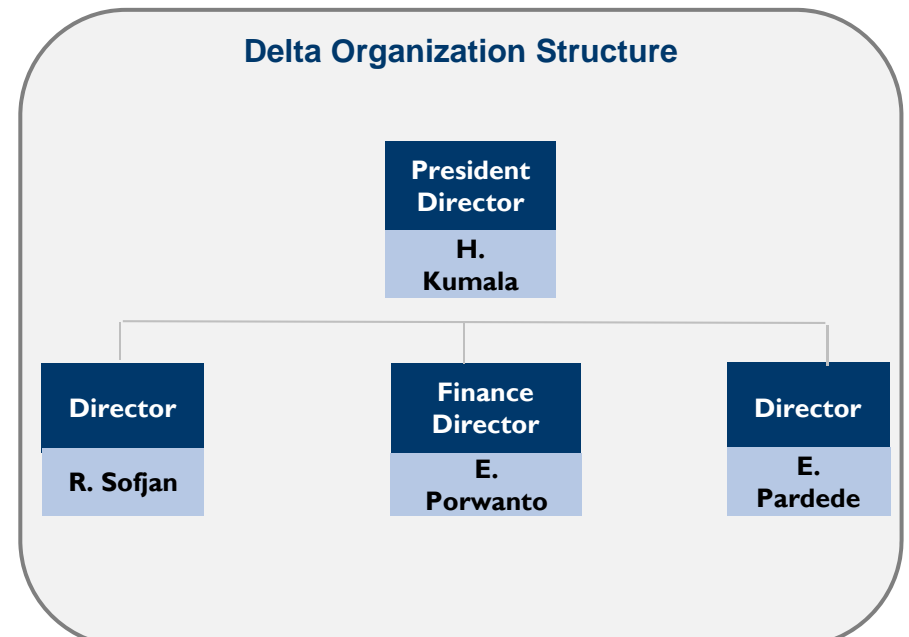 Delta Organization Structure
President
Director
H.
Kumala
Director
R. Sofjan
Finance
Director
E.
Porwanto
Director
E.
Pardede